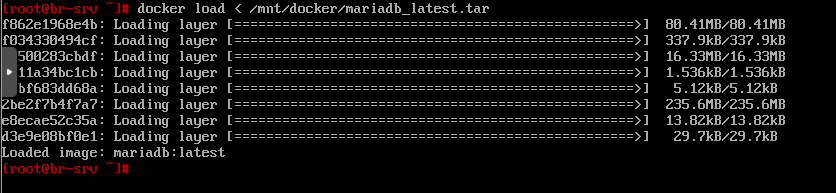 [root@br-srv ~]# docker load < /mnt/docker/mariadb_latest.tar
f862e1968e4b: Loading layer [==================================================>] 80.41MB/80.41MB
f034330494cf: Loading layer [==================================================>] 337.9kB/337.9kB
500283cbdf: Loading layer [==================================================>] 16.33MB/16.33MB
11a34bc1cb: Loading layer [==================================================>] 1.536kB/1.536kB
bf683dd68a: Loading layer [==================================================>] 5.12kB/5.12kB
2be2f7b4f7a7: Loading layer [==================================================>] 235.6MB/235.6MB
e8ecae52c35a: Loading layer [==================================================>] 13.82kB/13.82kB
d3e9e08bf0e1: Loading layer [==================================================>] 29.7kB/29.7kB
Loaded image: mariadb:latest
[root@br-srv ~]#